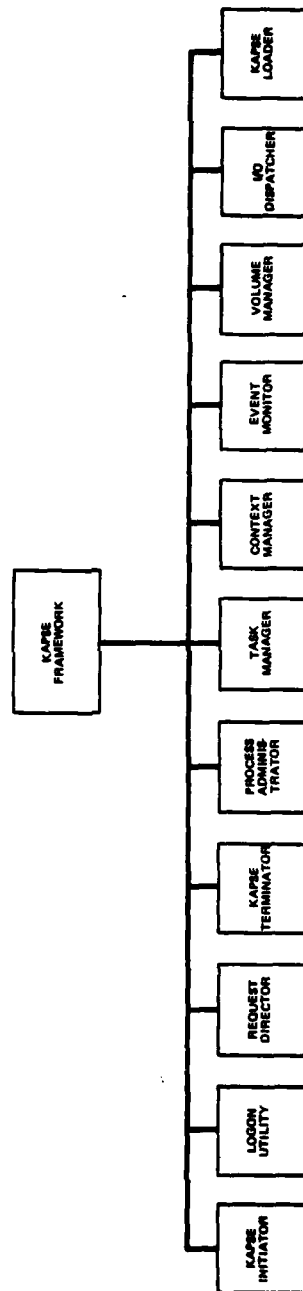 KAPSE
FRAMEWORK
KAPSE
INITIATOR
LOGON
UTILITY
REQUEST
DIRECTOR
KAPSE
TERMINATOR
PROCESS
ADMINIS-
TRATOR
TASK
MANAGER
CONTEXT
MANAGER
EVENT
MONITOR
VOLUME
MANAGER
I/O
DISPATCHER
KAPSE
LOADER